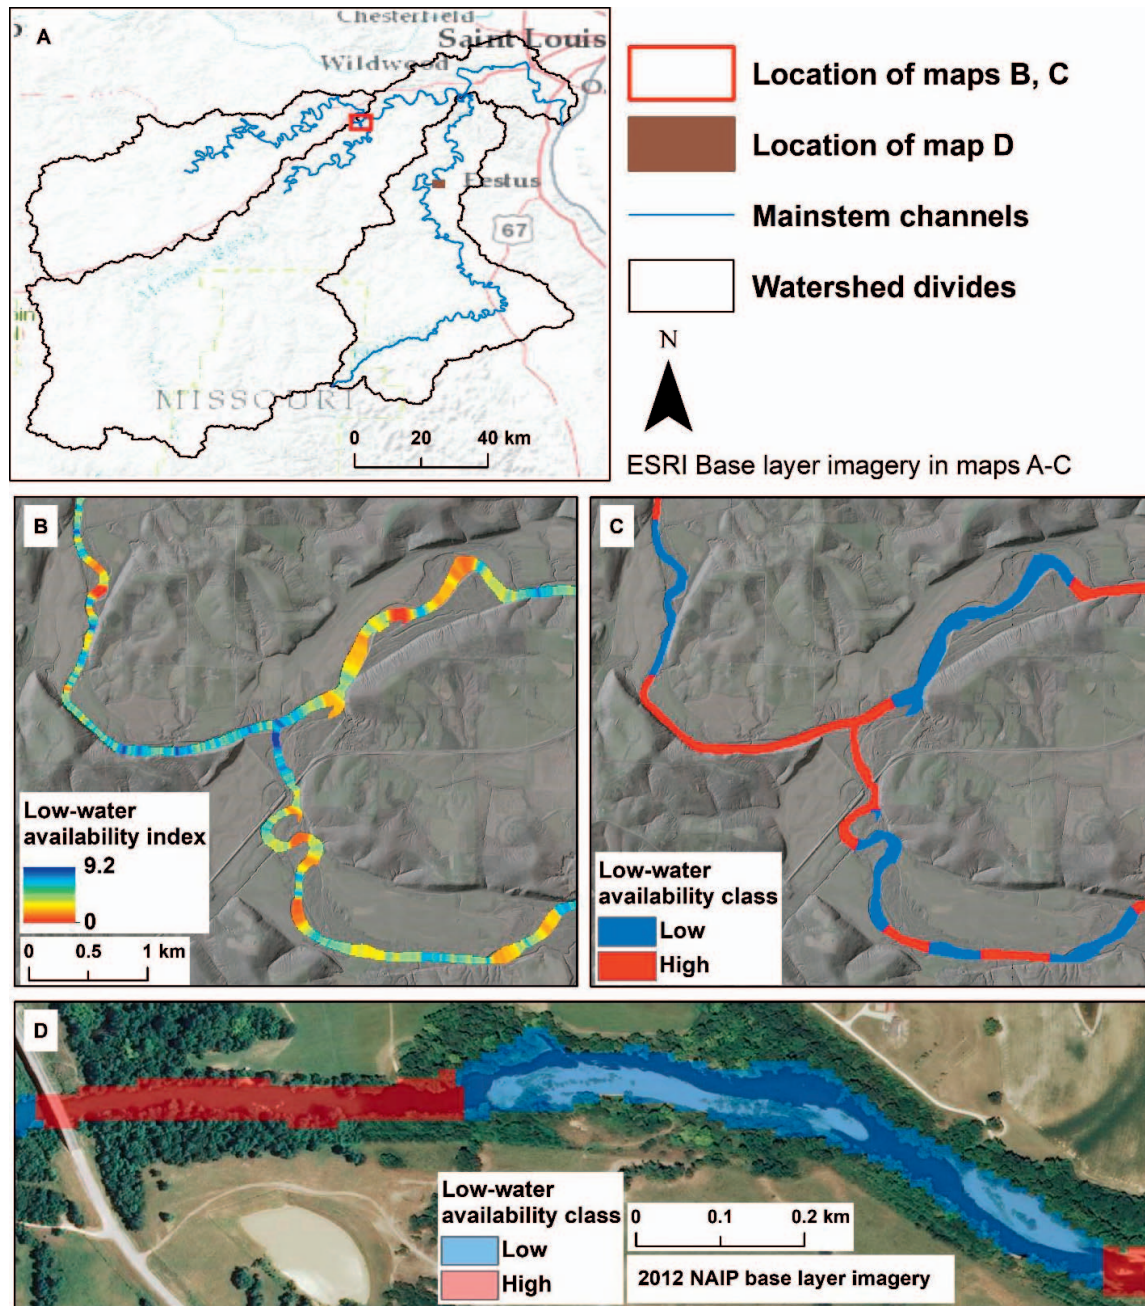 A
Chesterfield
Saint Louis
Wildwood
O
Festus
67
Meramec River
MISSOURI
0 20 40 km
Location of maps B, C
Location of map D
Mainstem channels
Watershed divides
N
ESRI Base layer imagery in maps A-C
B
Low-water
availability index
9.2
0
0 0.5 1 km
C
Low-water
availability class
Low
High
D
Low-water
availability class
Low
High
0 0.1 0.2 km
2012 NAIP base layer imagery